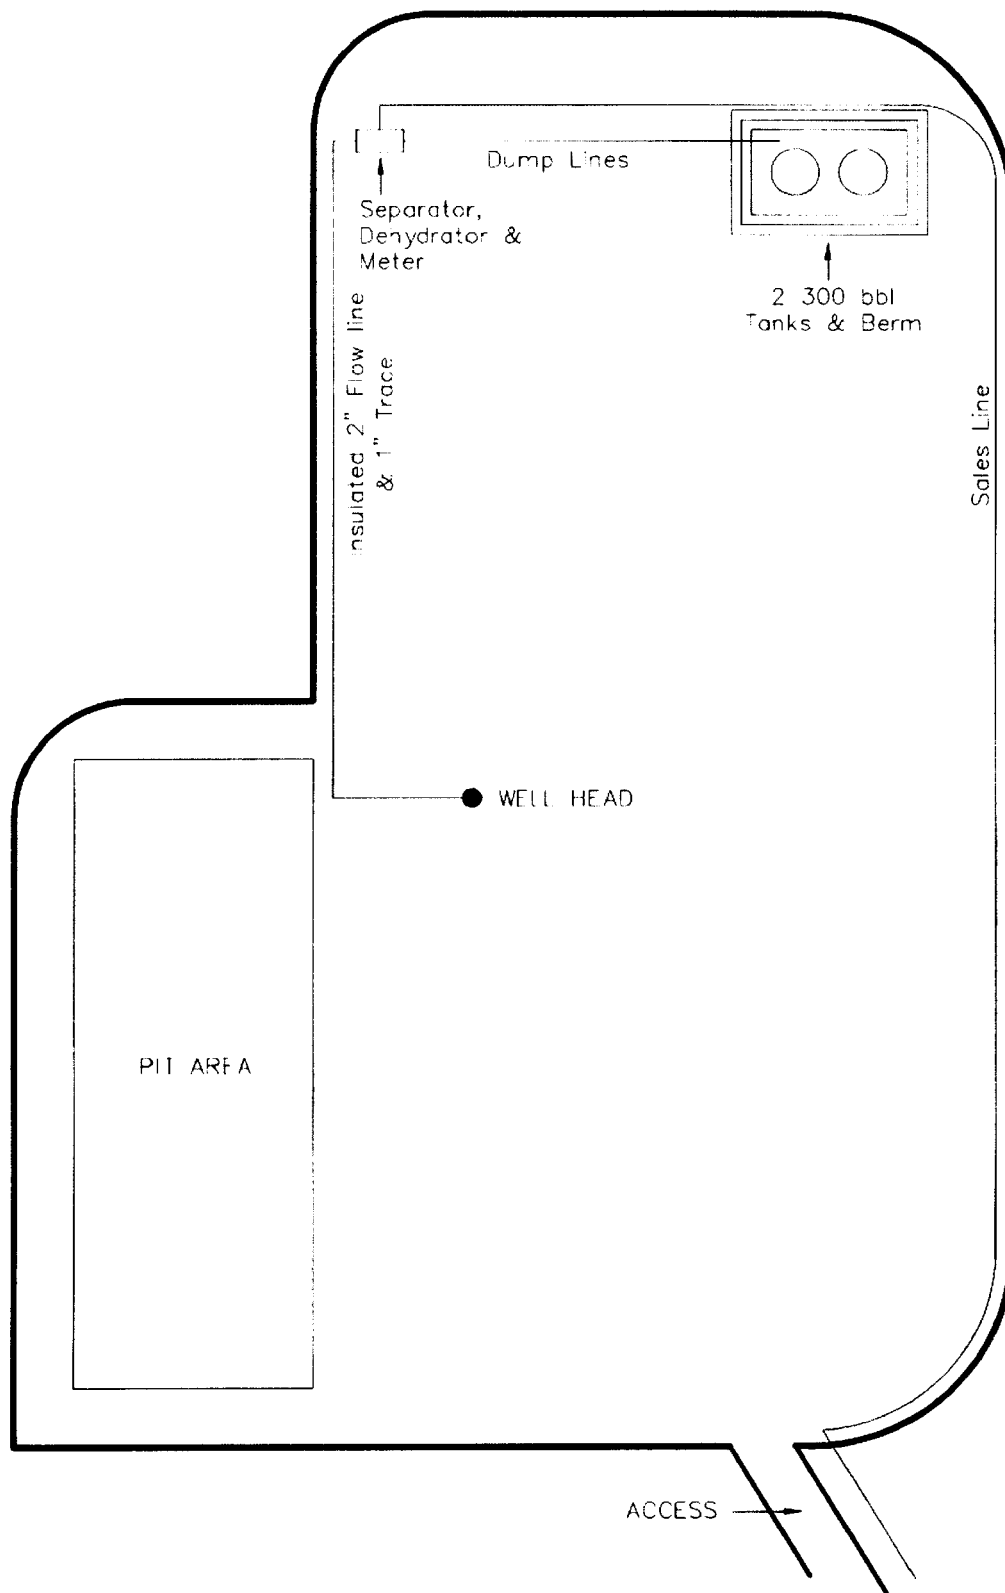 Dump Lines
Separator,
Dehydrator &
Meter
2 300 bbl
Tanks & Berm
Insulated 2" Flow line
& 1" Trace
Sales Line
WELL HEAD
PIT AREA
ACCESS